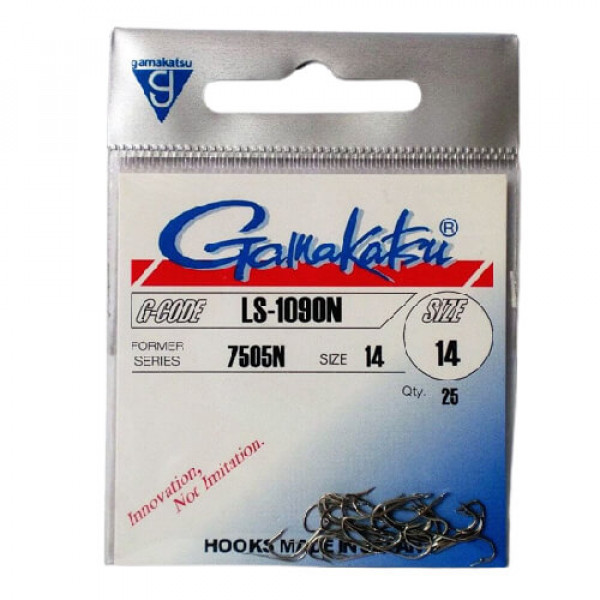 gamakatsu
g
Gamakatsu®
G-CODE LS-1090N SIZE
FORMER SERIES 7505N SIZE 14 14
Qty. 25
Innovation,
Not Imitation.
HOOKS MADE IN